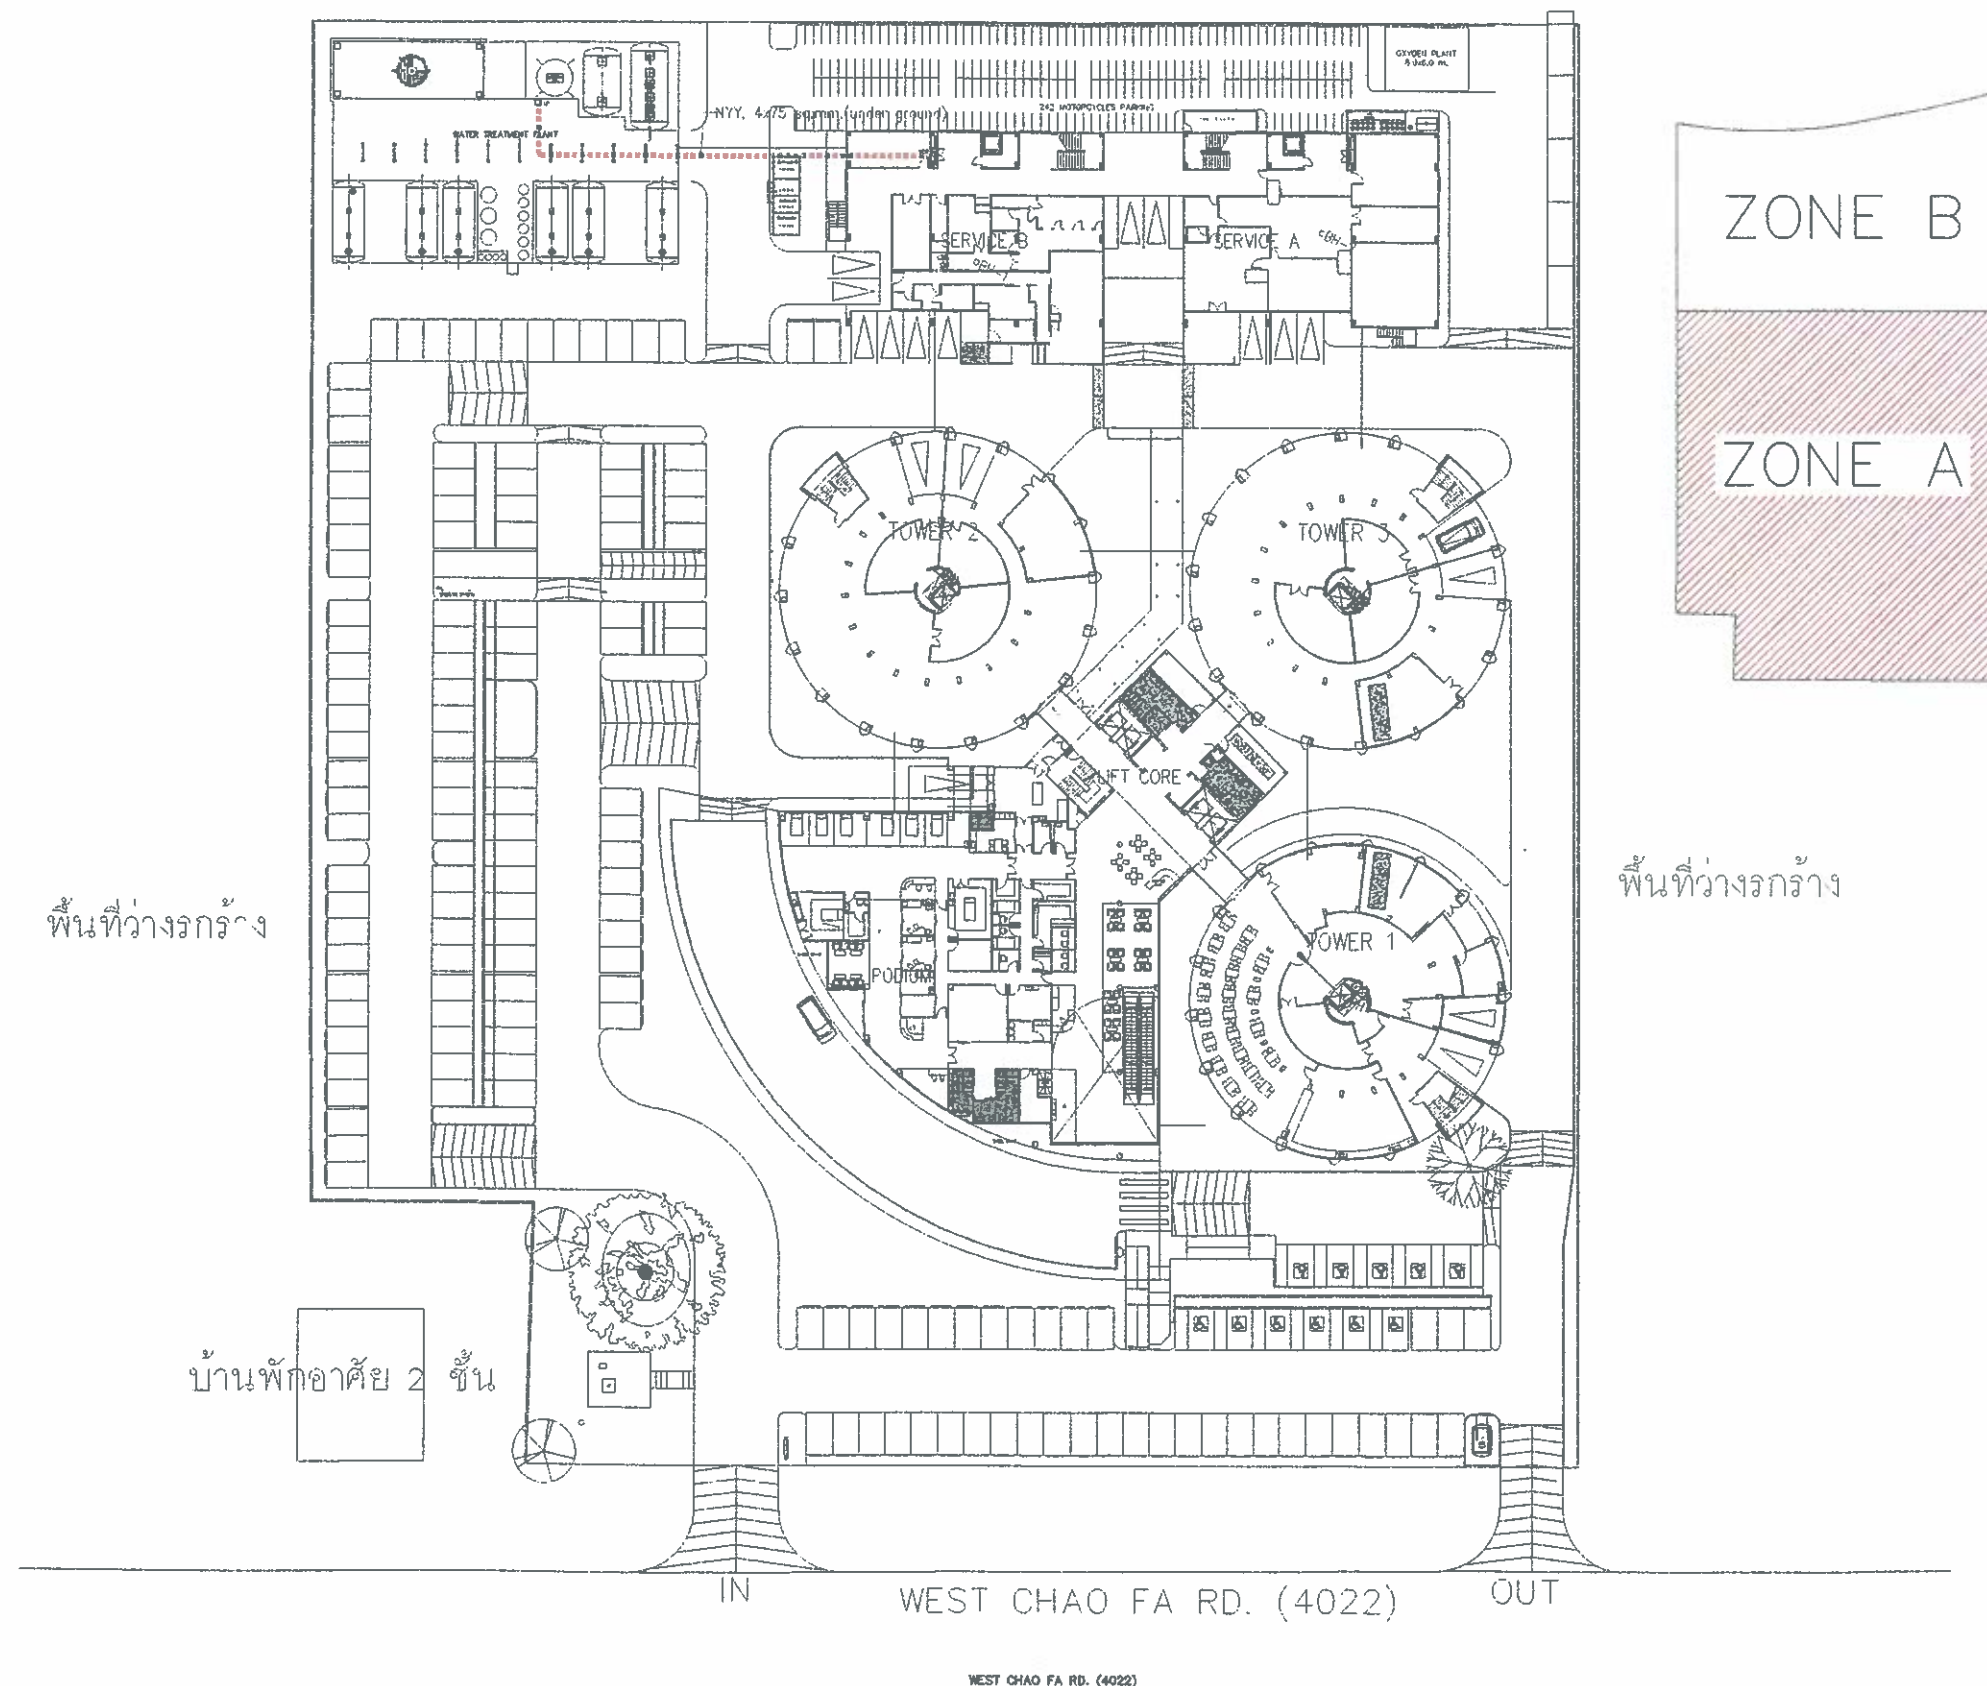 OXYGEN PLANT
NYY, 4x75 sq.mm.(under ground)
242 MOTORCYCLES PARKING
WATER TREATMENT PLANT
ZONE B
SERVICE B
SERVICE A
ZONE A
TOWER 2
TOWER 3
LIFT CORE
พื้นที่ว่างรกร้าง
พื้นที่ว่างรกร้าง
TOWER 1
PODIUM
บ้านพักอาศัย 2 ชั้น
IN
WEST CHAO FA RD. (4022)
OUT
WEST CHAO FA RD. (4022)